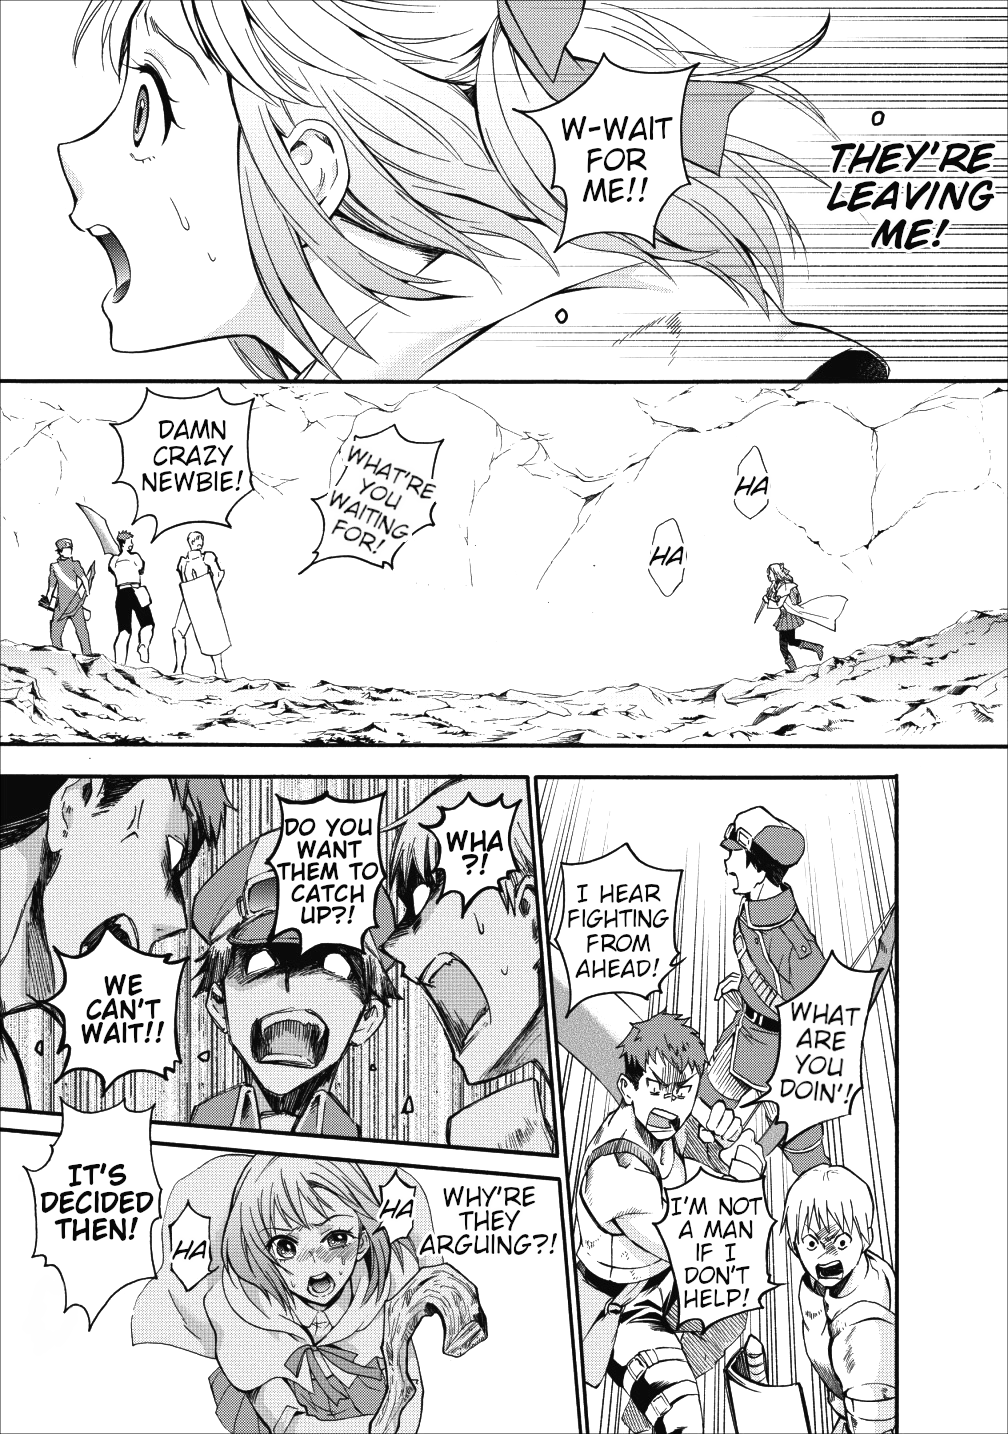 THEY'RE
LEAVING
ME!
W-WAIT
FOR
ME!!
HA
HA
WHAT'RE
YOU
WAITING
FOR!
DAMN
CRAZY
NEWBIE!
I HEAR
FIGHTING
FROM
AHEAD!
WHAT
ARE
YOU
DOIN'!
I'M NOT
A MAN
IF I
DON'T
HELP!
WHA
?!
DO YOU
WANT
THEM TO
CATCH
UP?!
WE
CAN'T
WAIT!!
WHY'RE
THEY
ARGUING?!
HA
HA
IT'S
DECIDED
THEN!